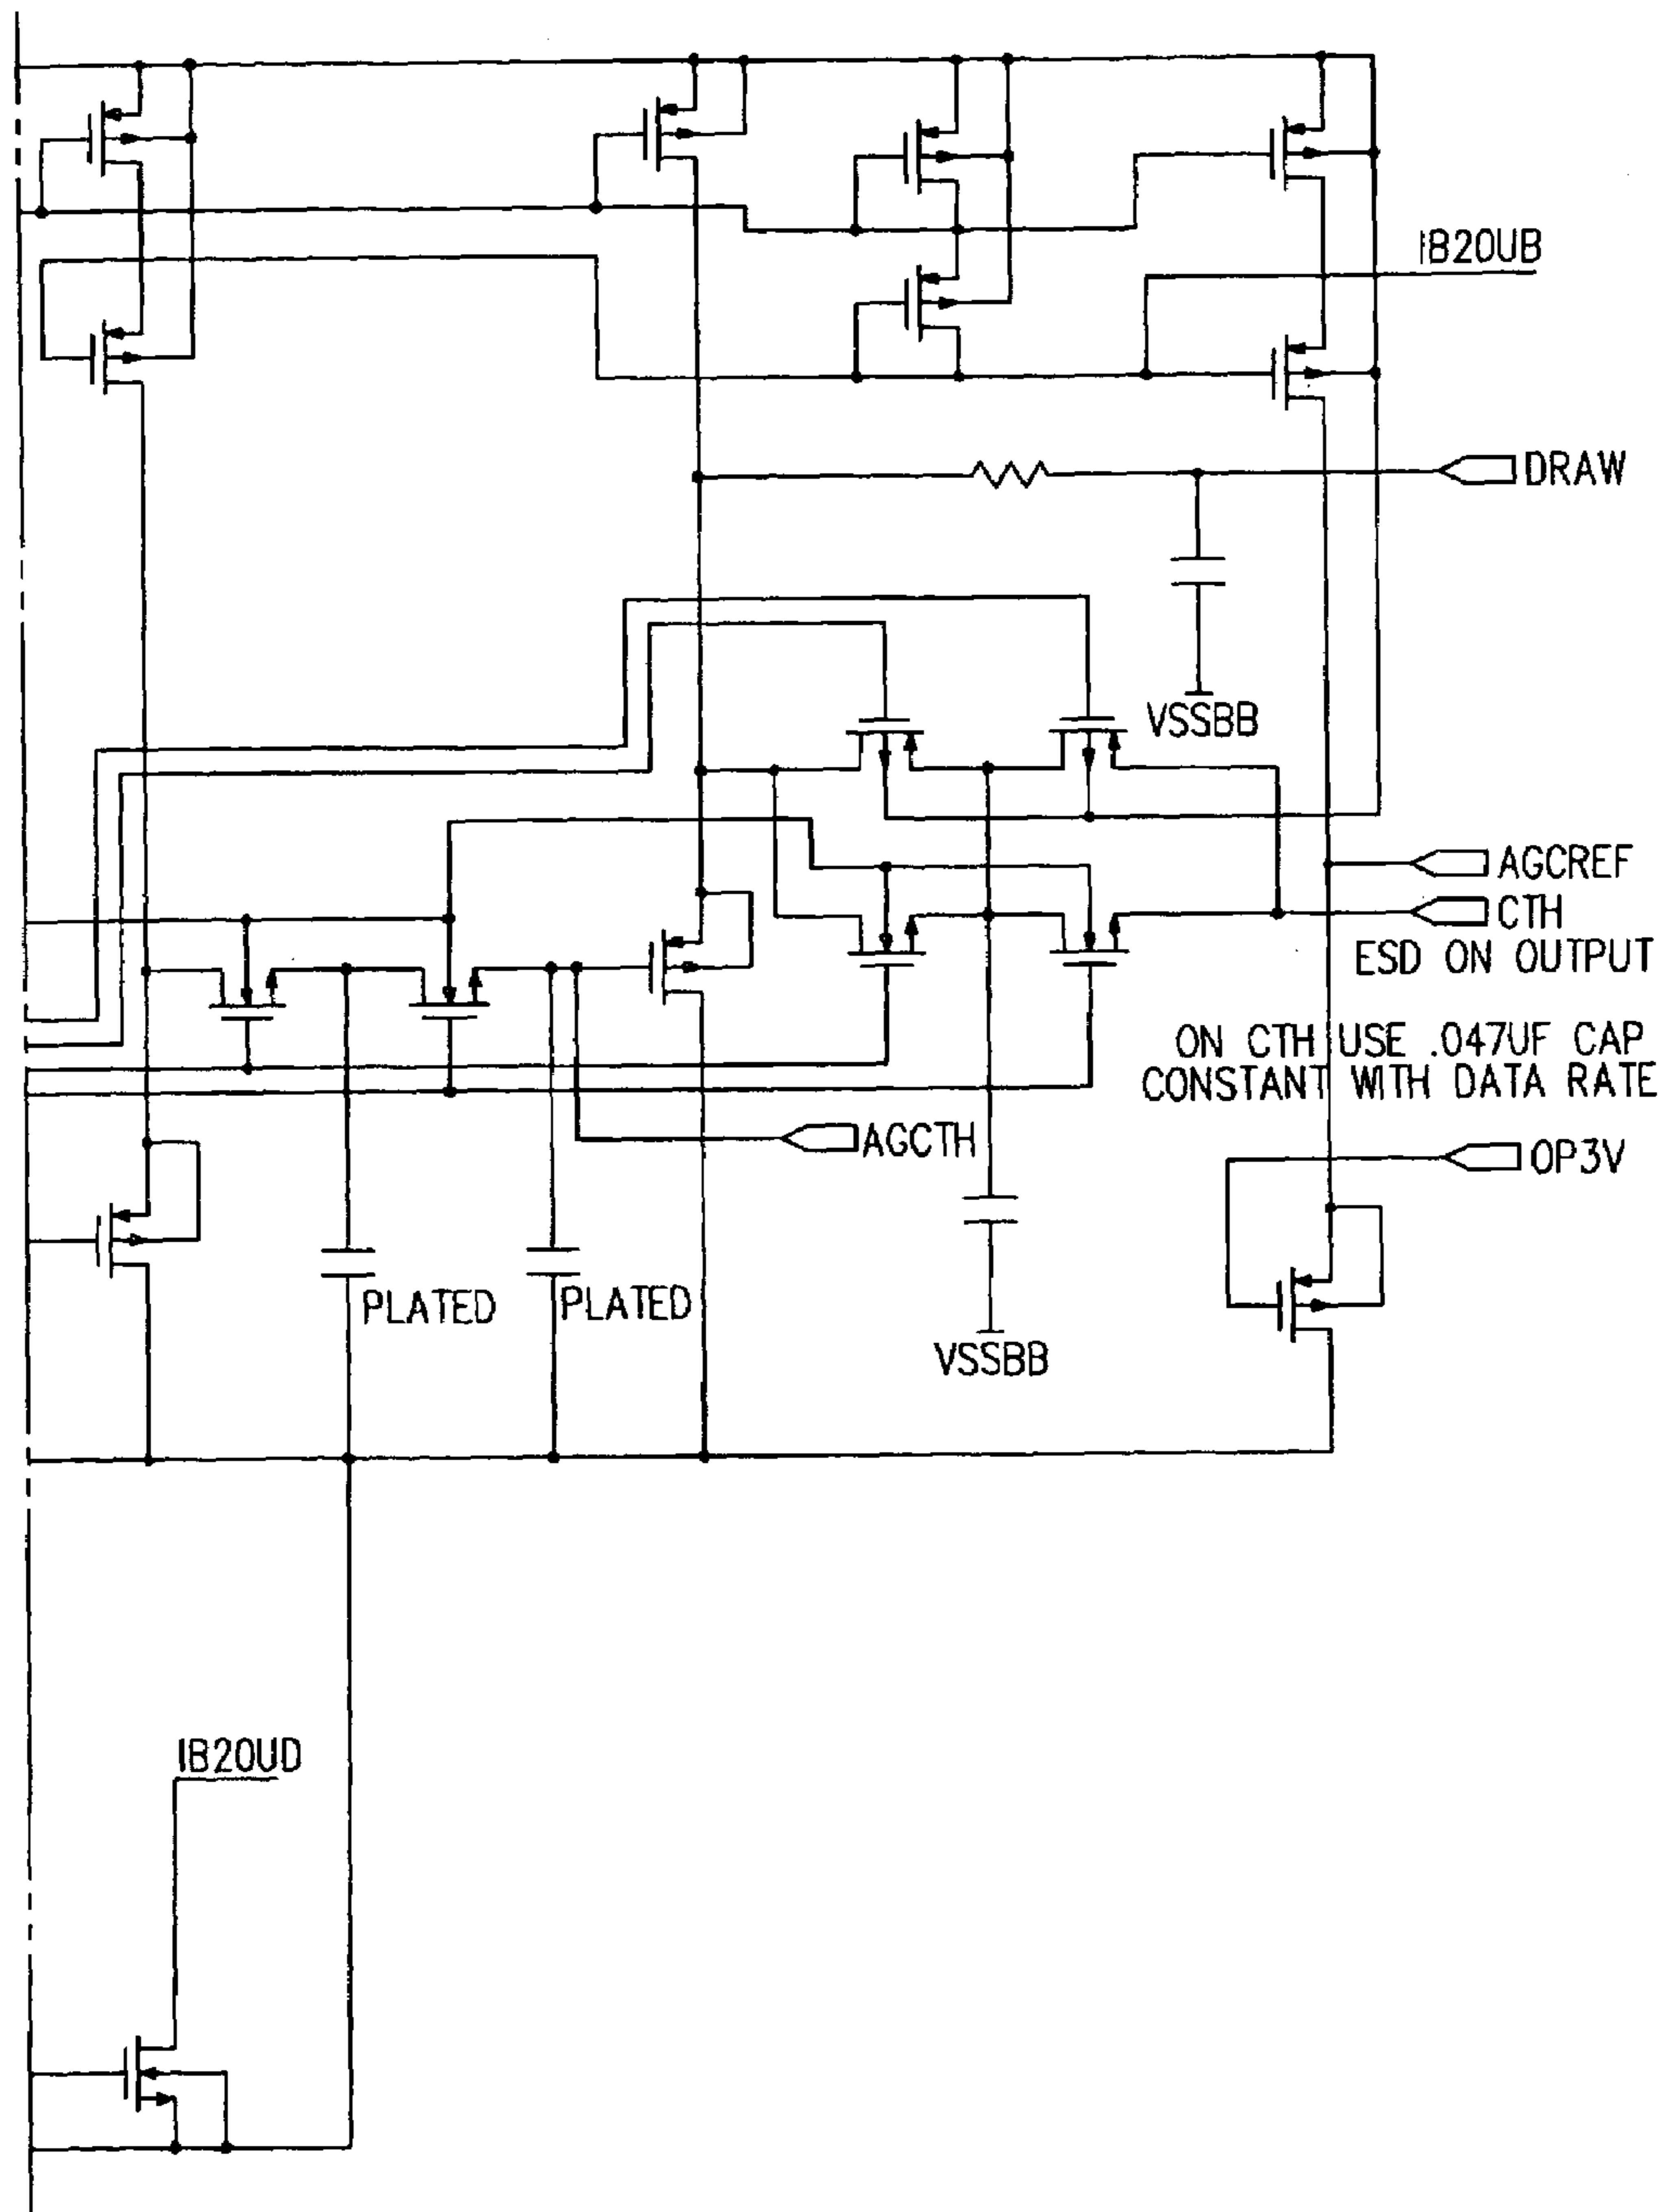 IB20UB
DRAW
VSSBB
AGCREF
CTH
ESD ON OUTPUT
ON CTH USE .047UF CAP
CONSTANT WITH DATA RATE
AGCTH
OP3V
PLATED
PLATED
VSSBB
IB20UD